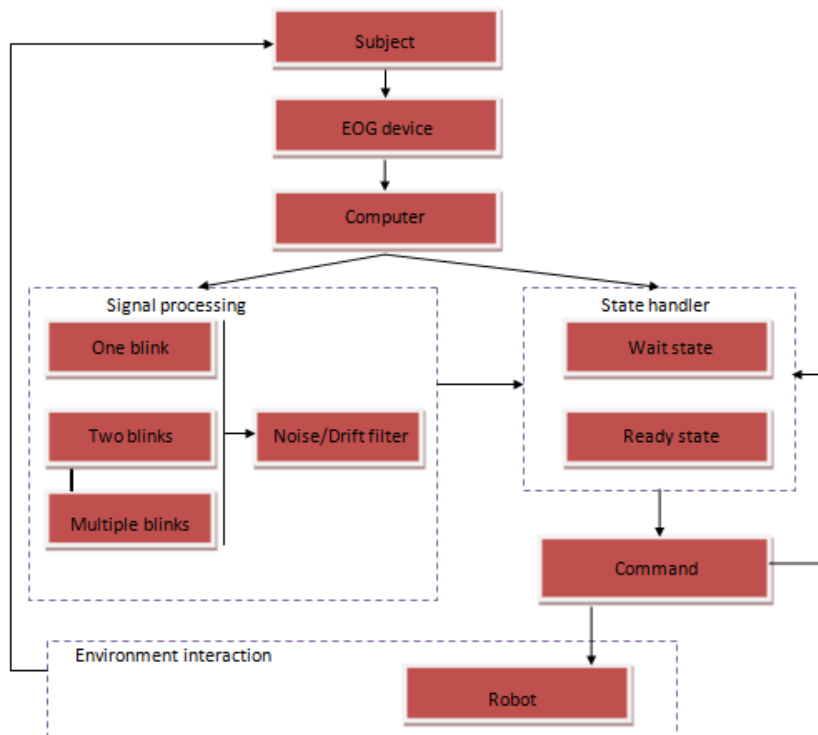 Subject
EOG device
Computer
Signal processing
One blink
Two blinks
Multiple blinks
Noise/Drift filter
State handler
Wait state
Ready state
Command
Environment interaction
Robot